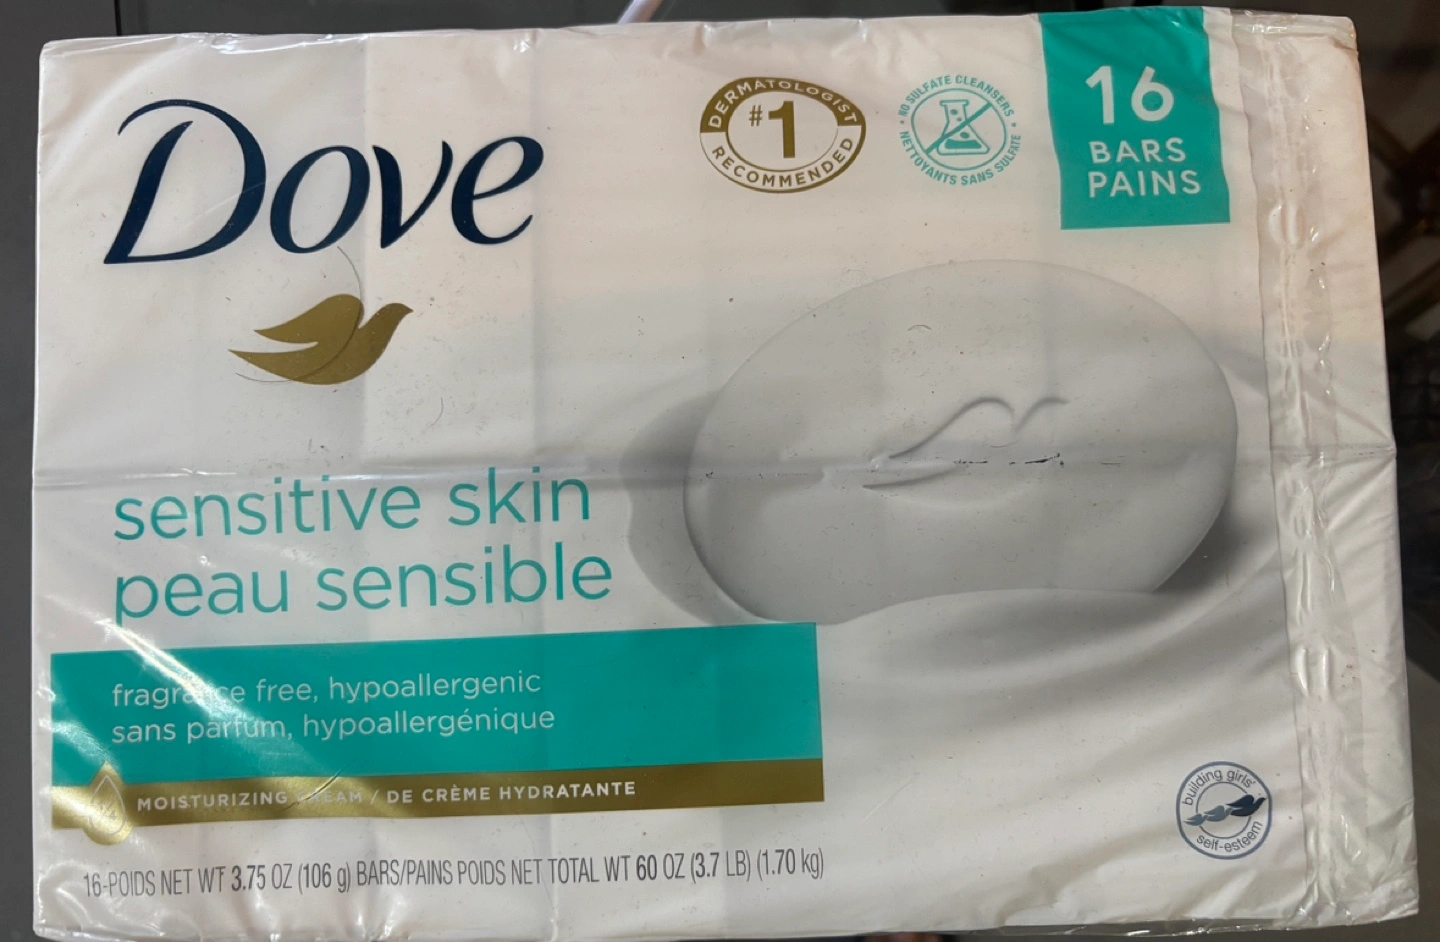 Dove
DERMATOLOGIST
#1
RECOMMENDED
NO SULFATE CLEANSERS •
NETTOYANTS SANS SULFATE •
16
BARS
PAINS
sensitive skin
peau sensible
fragrance free, hypoallergenic
sans parfum, hypoallergénique
MOISTURIZING CREAM / DE CRÈME HYDRATANTE
16-POIDS NET WT 3.75 OZ (106 g) BARS/PAINS POIDS NET TOTAL WT 60 OZ (3.7 LB) (1.70 kg)
building girls'
self-esteem